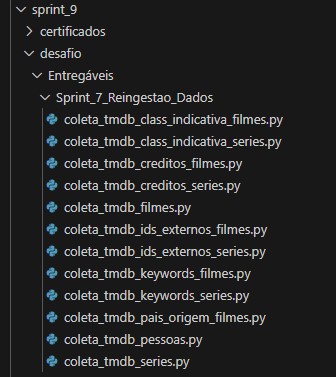 sprint_9
certificados
desafio
Entregáveis
Sprint_7_Reingestao_Dados
coleta_tmdb_class_indicativa_filmes.py
coleta_tmdb_class_indicativa_series.py
coleta_tmdb_creditos_filmes.py
coleta_tmdb_creditos_series.py
coleta_tmdb_filmes.py
coleta_tmdb_ids_externos_filmes.py
coleta_tmdb_ids_externos_series.py
coleta_tmdb_keywords_filmes.py
coleta_tmdb_keywords_series.py
coleta_tmdb_pais_origem_filmes.py
coleta_tmdb_pessoas.py
coleta_tmdb_series.py